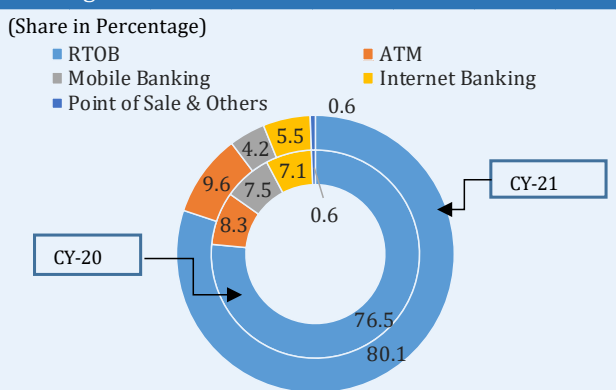 (Share in Percentage)
RTOB
ATM
Mobile Banking
Internet Banking
Point of Sale & Others
0.6
5.5
4.2
7.1
9.6
7.5
CY-21
0.6
8.3
CY-20
76.5
80.1